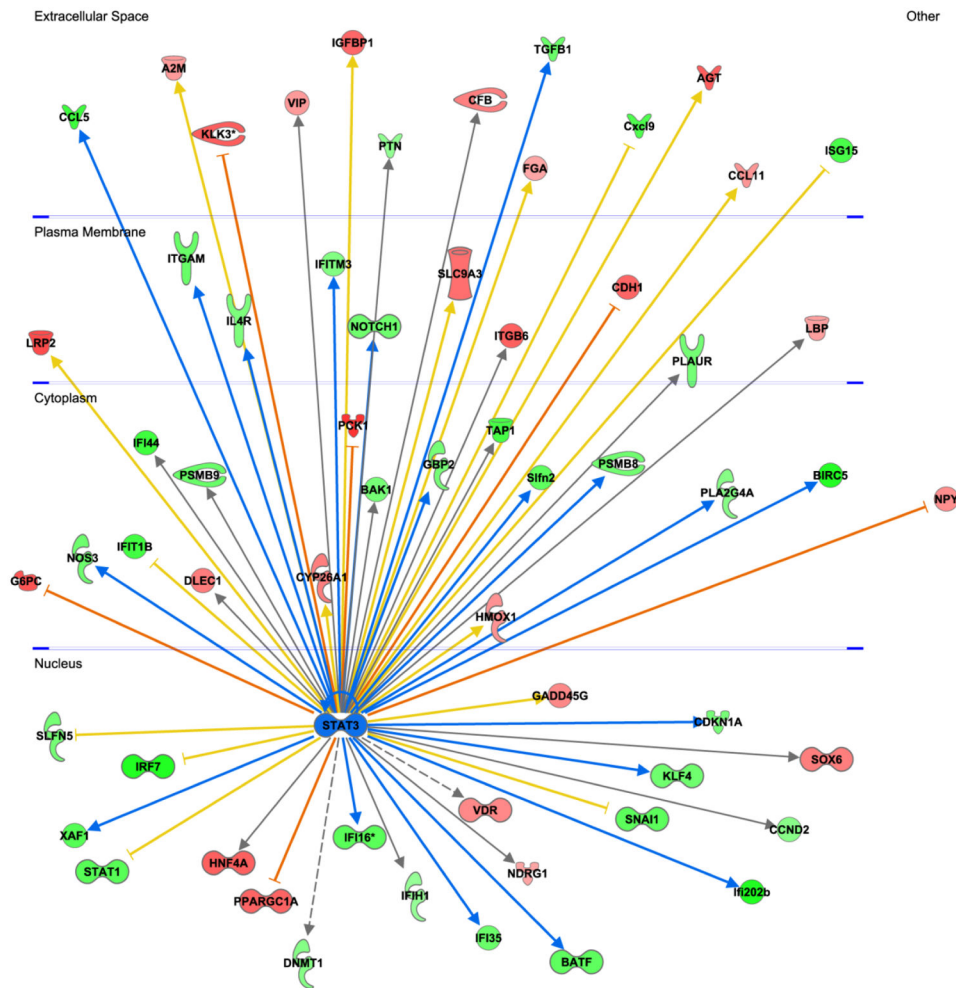 Extracellular Space
Other
IGFBP1
TGFB1
A2M
AGT
VIP
CFB
CCL5
KLK3*
Cxcl9
PTN
ISG15
FGA
CCL11
Plasma Membrane
ITGAM
IFITM3
SLC9A3
CDH1
IL4R
NOTCH1
ITGB6
LBP
LRP2
PLAUR
Cytoplasm
PCK1
TAP1
IFI44
GBP2
PSMB8
PSMB9
Slfn2
BIRC5
BAK1
PLA2G4A
NPY
IFIT1B
NOS3
G6PC
DLEC1
CYP26A1
HMOX1
Nucleus
GADD45G
STAT3
CDKN1A
SLFN5
SOX6
IRF7
KLF4
VDR
SNAI1
XAF1
IFI16*
CCND2
STAT1
HNF4A
NDRG1
PPARGC1A
IFIH1
Ifi202b
IFI35
DNMT1
BATF